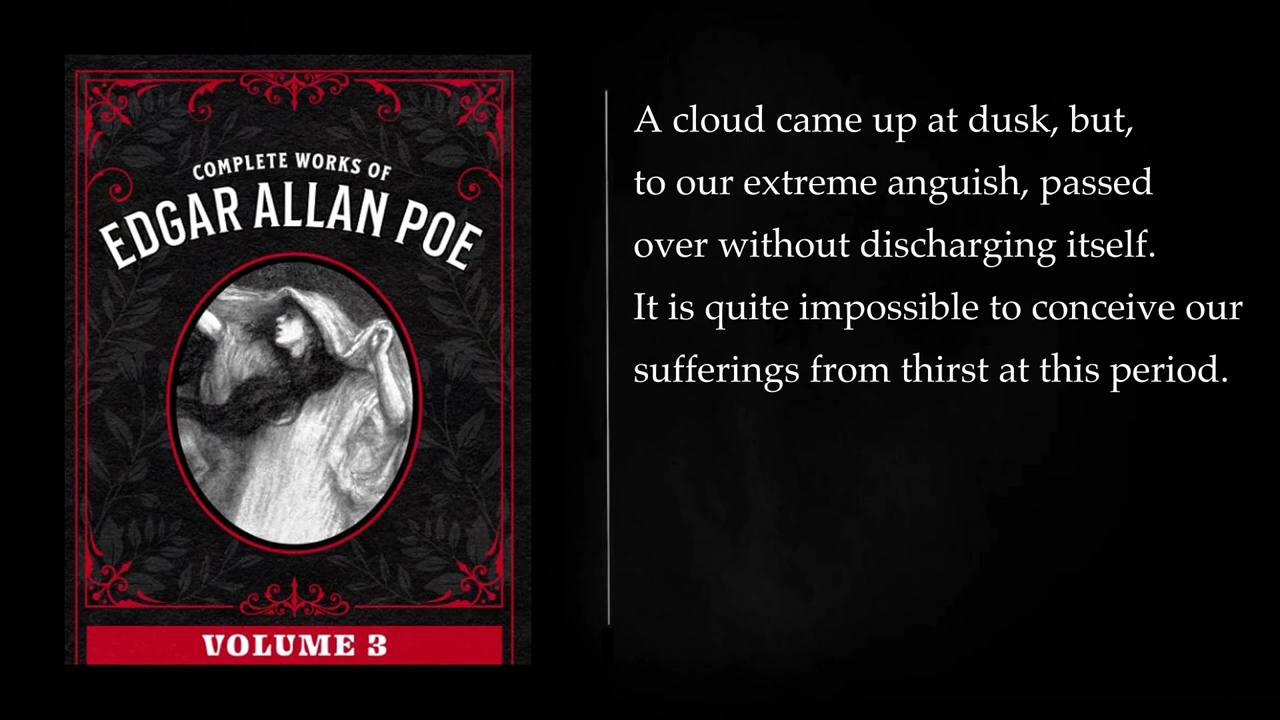 COMPLETE WORKS OF
EDGAR ALLAN POE
VOLUME 3
A cloud came up at dusk, but,
to our extreme anguish, passed
over without discharging itself.
It is quite impossible to conceive our
sufferings from thirst at this period.